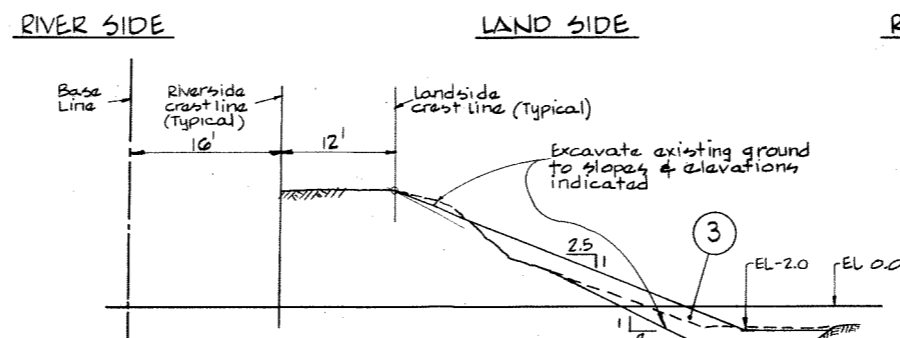 RIVER SIDE
LAND SIDE
R
Base
Line
Riverside
crest line
(Typical)
Landside
crest line (Typical)
16'
12'
Excavate existing ground
to slopes & elevations
indicated
3
2.5
1
EL-2.0
EL 0.0
1